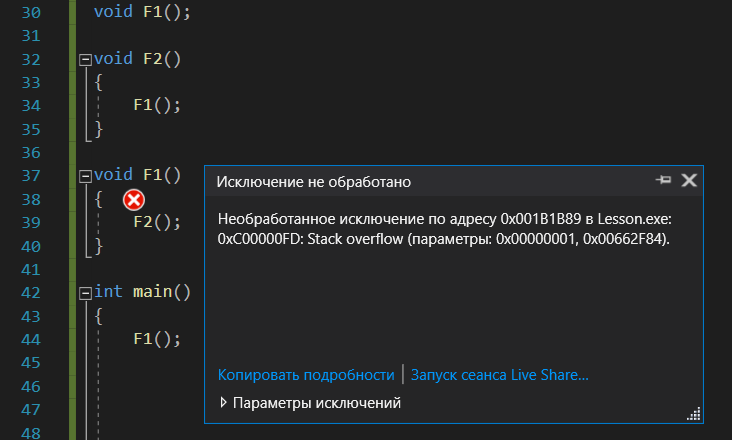 30 void F1();
31
32 void F2()
33 {
34 F1();
35 }
36
37 void F1()
38 {
39 F2();
40 }
41
42 int main()
43 {
44 F1();
45
46
47
48
Исключение не обработано
Необработанное исключение по адресу 0x001B1B89 в Lesson.exe:
0xC00000FD: Stack overflow (параметры: 0x00000001, 0x00662F84).
Копировать подробности | Запуск сеанса Live Share...
Параметры исключений